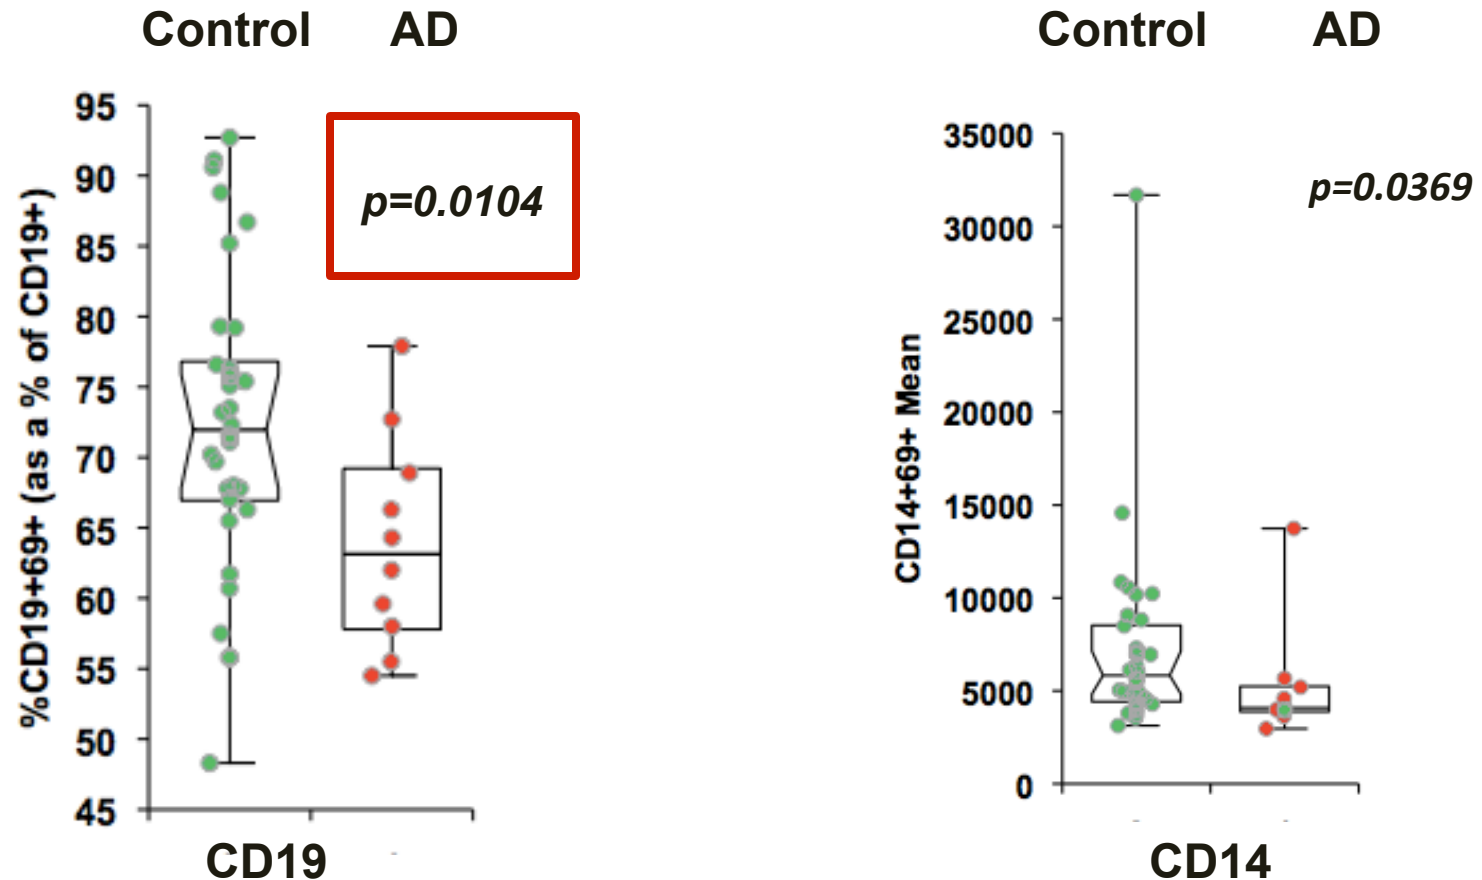 Control AD
%CD19+69+ (as a % of CD19+)
95
90
85
80
75
70
65
60
55
50
45
p=0.0104
CD19
Control AD
CD14+69+ Mean
35000
30000
25000
20000
15000
10000
5000
0
p=0.0369
CD14